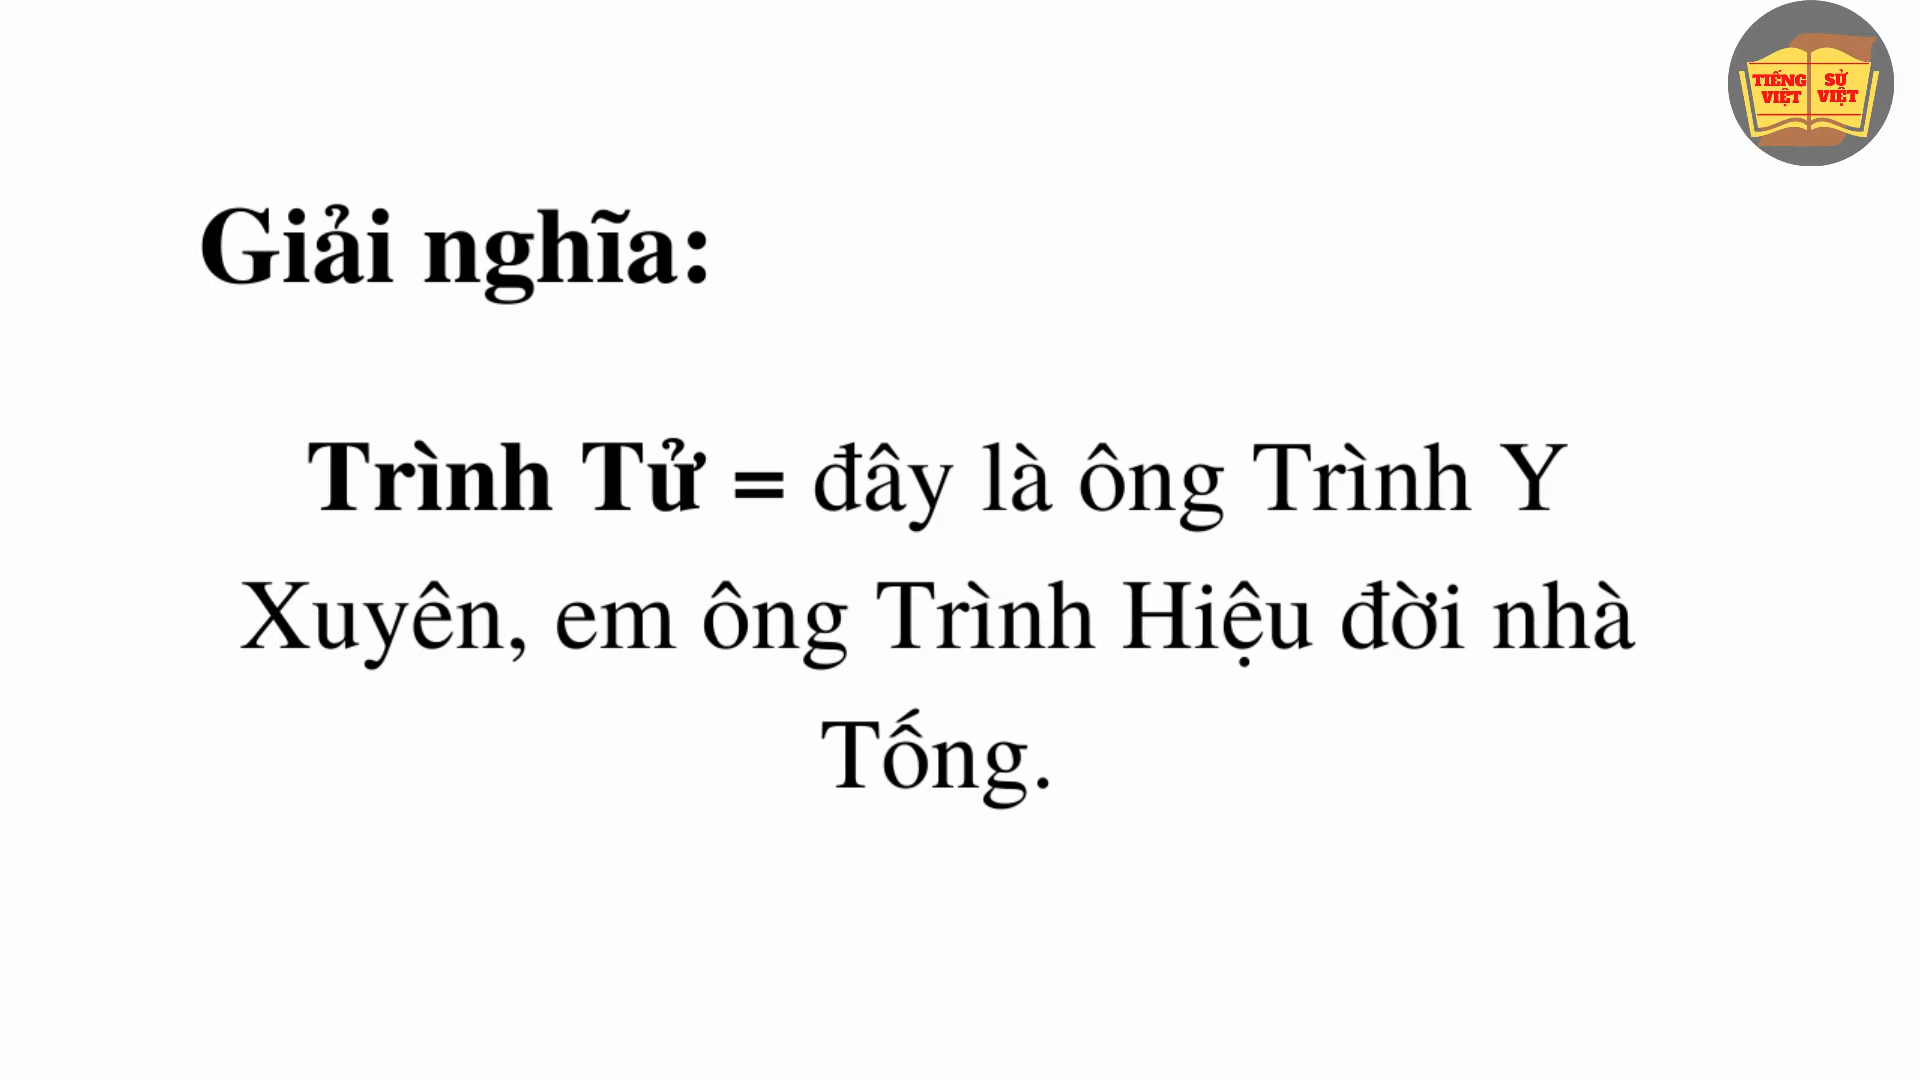 TIẾNG SỬ
VIỆT VIỆT
Giải nghĩa:
Trình Tử = đây là ông Trình Y
Xuyên, em ông Trình Hiệu đời nhà
Tống.